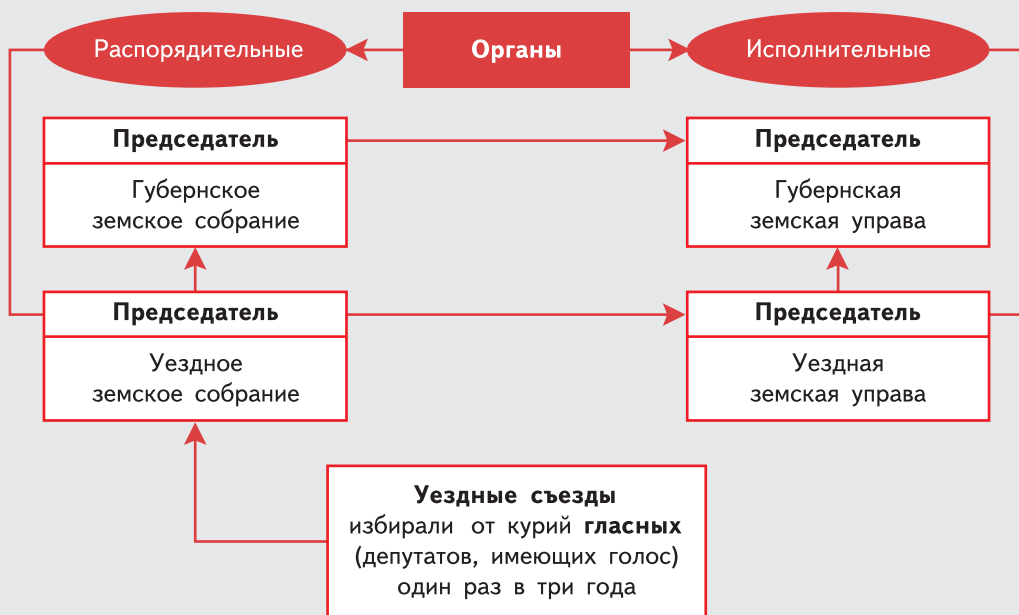 Распорядительные
Органы
Исполнительные
Председатель
Губернское
земское собрание
Председатель
Губернская
земская управа
Председатель
Уездное
земское собрание
Председатель
Уездная
земская управа
Уездные съезды
избирали от курий гласных
(депутатов, имеющих голос)
один раз в три года